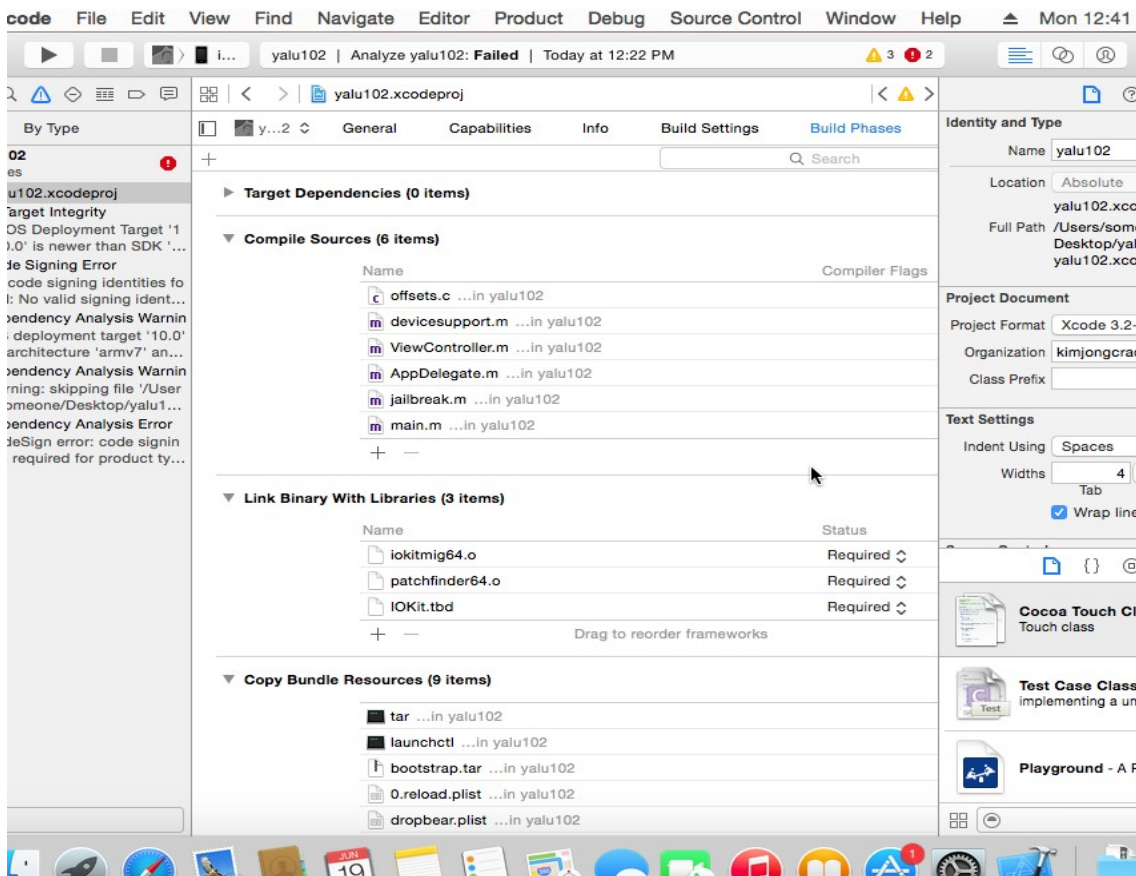 code File Edit View Find Navigate Editor Product Debug Source Control Window Help Mon 12:41
i... yalu102 | Analyze yalu102: Failed | Today at 12:22 PM 3 2
yalu102.xcodeproj
By Type
y...2 General Capabilities Info Build Settings Build Phases
Search
02
es
u102.xcodeproj
Target Integrity
OS Deployment Target '1
0.0' is newer than SDK '...
de Signing Error
code signing identities fo
l: No valid signing ident...
pendency Analysis Warnin
deployment target '10.0'
architecture 'armv7' an...
pendency Analysis Warnin
rning: skipping file '/User
omeone/Desktop/yalu1...
pendency Analysis Error
deSign error: code signin
required for product ty...
Target Dependencies (0 items)
Compile Sources (6 items)
Name Compiler Flags
offsets.c ...in yalu102
devicesupport.m ...in yalu102
ViewController.m ...in yalu102
AppDelegate.m ...in yalu102
jailbreak.m ...in yalu102
main.m ...in yalu102
Link Binary With Libraries (3 items)
Name Status
iokitmig64.o Required
patchfinder64.o Required
IOKit.tbd Required
Drag to reorder frameworks
Copy Bundle Resources (9 items)
tar ...in yalu102
launchctl ...in yalu102
bootstrap.tar ...in yalu102
0.reload.plist ...in yalu102
dropbear.plist ...in yalu102
Identity and Type
Name yalu102
Location Absolute
yalu102.xco
Full Path /Users/som
Desktop/yal
yalu102.xco
Project Document
Project Format Xcode 3.2-
Organization kimjongcrac
Class Prefix
Text Settings
Indent Using Spaces
Widths 4
Tab
Wrap line
{}
Cocoa Touch Cl
Touch class
Test Case Class
Test
implementing a un
Playground - A P
JUN
19
1